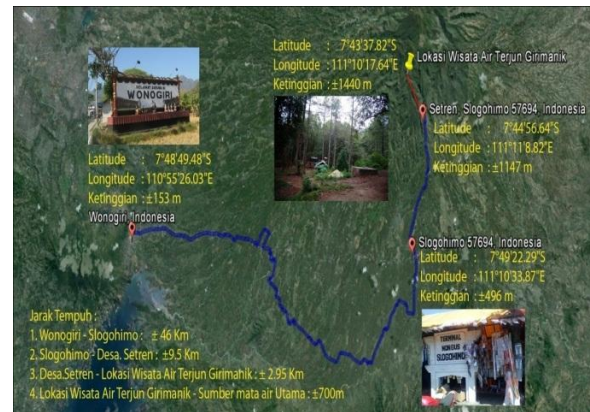 Latitude : 7°43'37.82"S
Longitude : 111°10'17.64"E
Ketinggian : ±1440 m
Lokasi Wisata Air Terjun Girimanik
WONOGIRI
Setren, Slogohimo 57694, Indonesia
Latitude : 7°44'56.64"S
Longitude : 111°11'8.82"E
Ketinggian : ±1147 m
Latitude : 7°48'49.48"S
Longitude : 110°55'26.03"E
Ketinggian : ±153 m
Wonogiri, Indonesia
Slogohimo 57694, Indonesia
Latitude : 7°49'22.29"S
Longitude : 111°10'33.87"E
Ketinggian : ±496 m
TERMINAL
SLOGOHIMO
Jarak Tempuh :
1. Wonogiri - Slogohimo : ± 46 Km
2. Slogohimo - Desa. Setren : ±9.5 Km
3. Desa.Setren - Lokasi Wisata Air Terjun Girimanik : ± 2.95 Km
4. Lokasi Wisata Air Terjun Girimanik - Sumber mata air Utama : ±700m